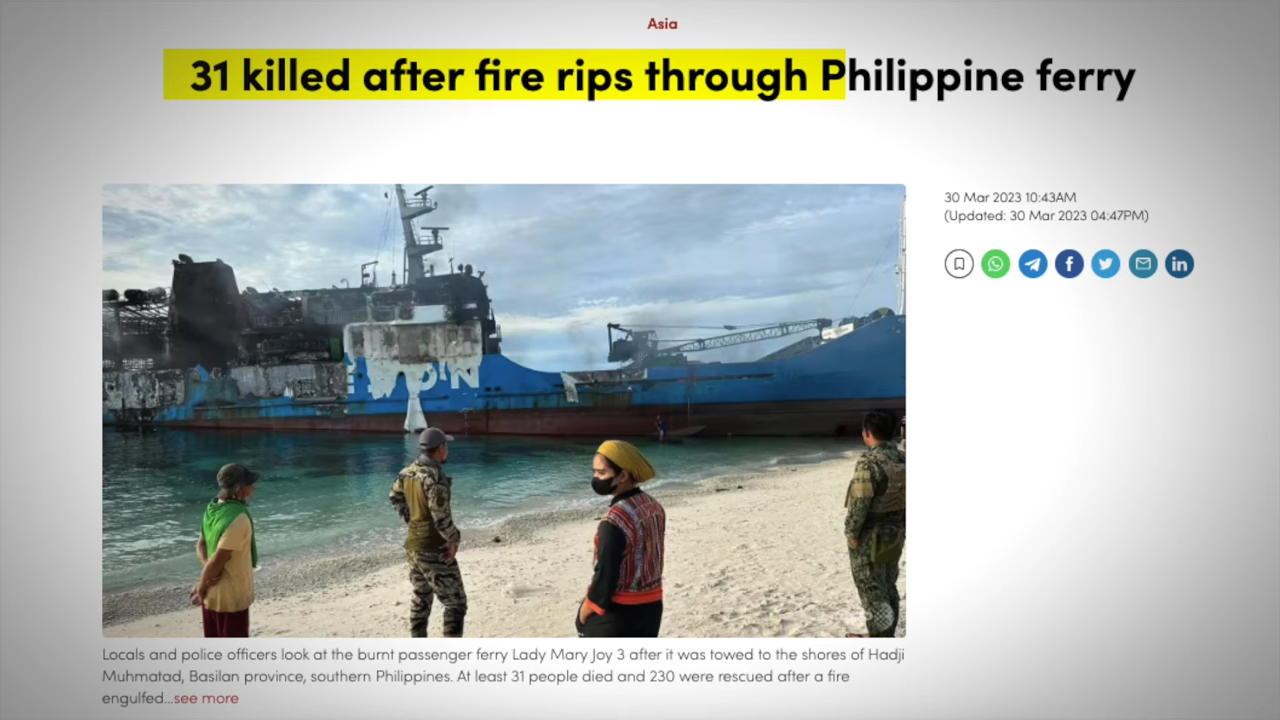 Asia
31 killed after fire rips through Philippine ferry
30 Mar 2023 10:43AM
(Updated: 30 Mar 2023 04:47PM)
Locals and police officers look at the burnt passenger ferry Lady Mary Joy 3 after it was towed to the shores of Hadji
Muhmatad, Basilan province, southern Philippines. At least 31 people died and 230 were rescued after a fire
engulfed...see more